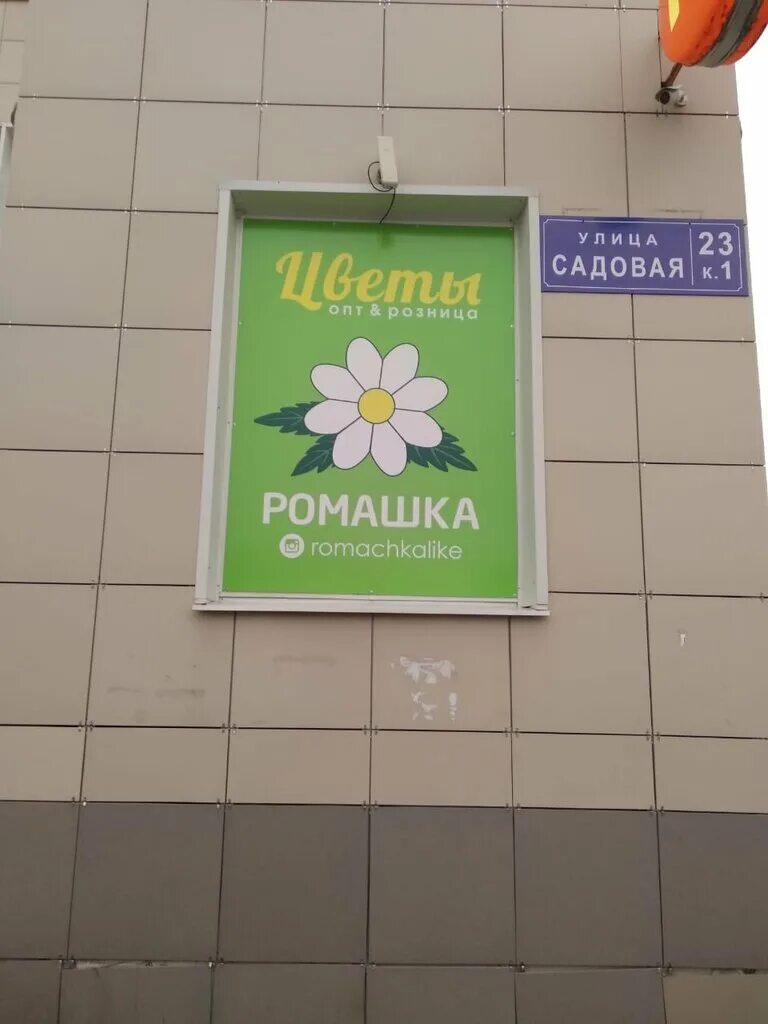 Цветы
опт & розница
РОМАШКА
romachkalike
УЛИЦА
САДОВАЯ
23
к.1